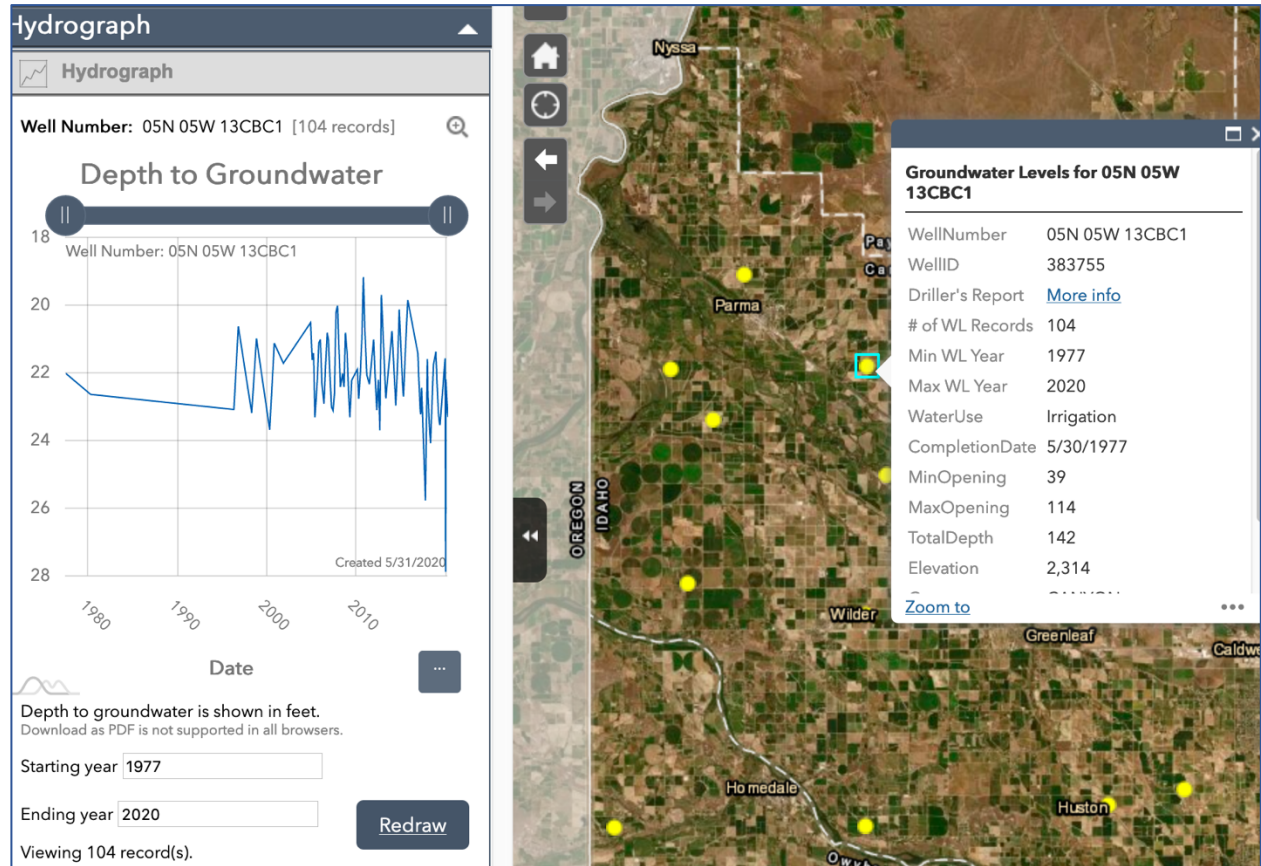 Hydrograph
Hydrograph
Well Number: 05N 05W 13CBC1 [104 records]
Depth to Groundwater
18
Well Number: 05N 05W 13CBC1
20
22
24
26
Created 5/31/2020
28
1980
1990
2000
2010
Date
...
Depth to groundwater is shown in feet.
Download as PDF is not supported in all browsers.
Starting year 1977
Ending year 2020
Redraw
Viewing 104 record(s).
Nyssa
Pay
Ca
Parma
OREGON
IDAHO
Wilder
Greenleaf
Caldwe
Homedale
Huston
Owyh
Groundwater Levels for 05N 05W
13CBC1
WellNumber 05N 05W 13CBC1
WellID 383755
Driller's Report More info
# of WL Records 104
Min WL Year 1977
Max WL Year 2020
WaterUse Irrigation
CompletionDate 5/30/1977
MinOpening 39
MaxOpening 114
TotalDepth 142
Elevation 2,314
Zoom to